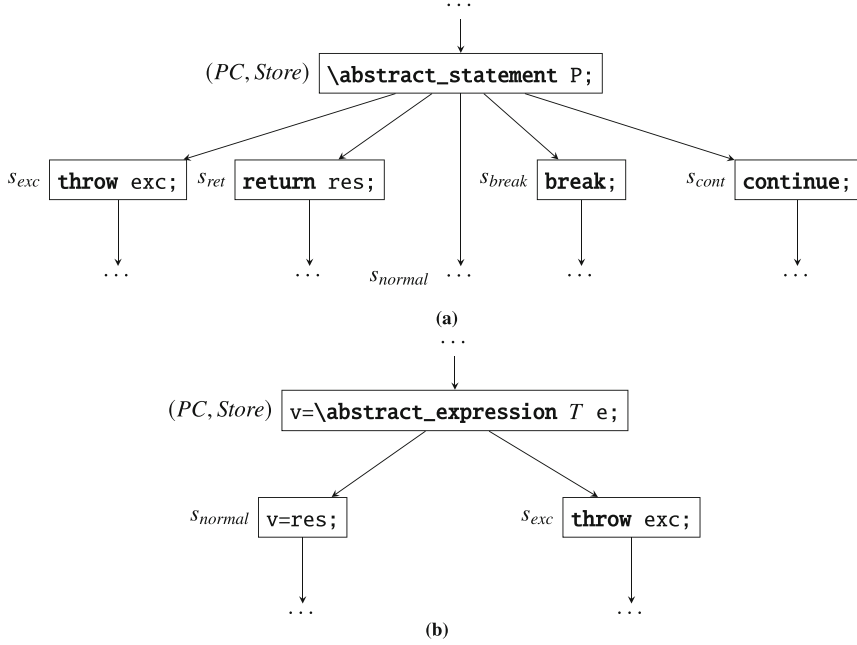 ...
(PC, Store) \abstract_statement P;
s_exc throw exc; s_ret return res; s_break break; s_cont continue;
... ... s_normal ... ... ...
(a)
...
(PC, Store) v=\abstract_expression T e;
s_normal v=res; s_exc throw exc;
... ...
(b)